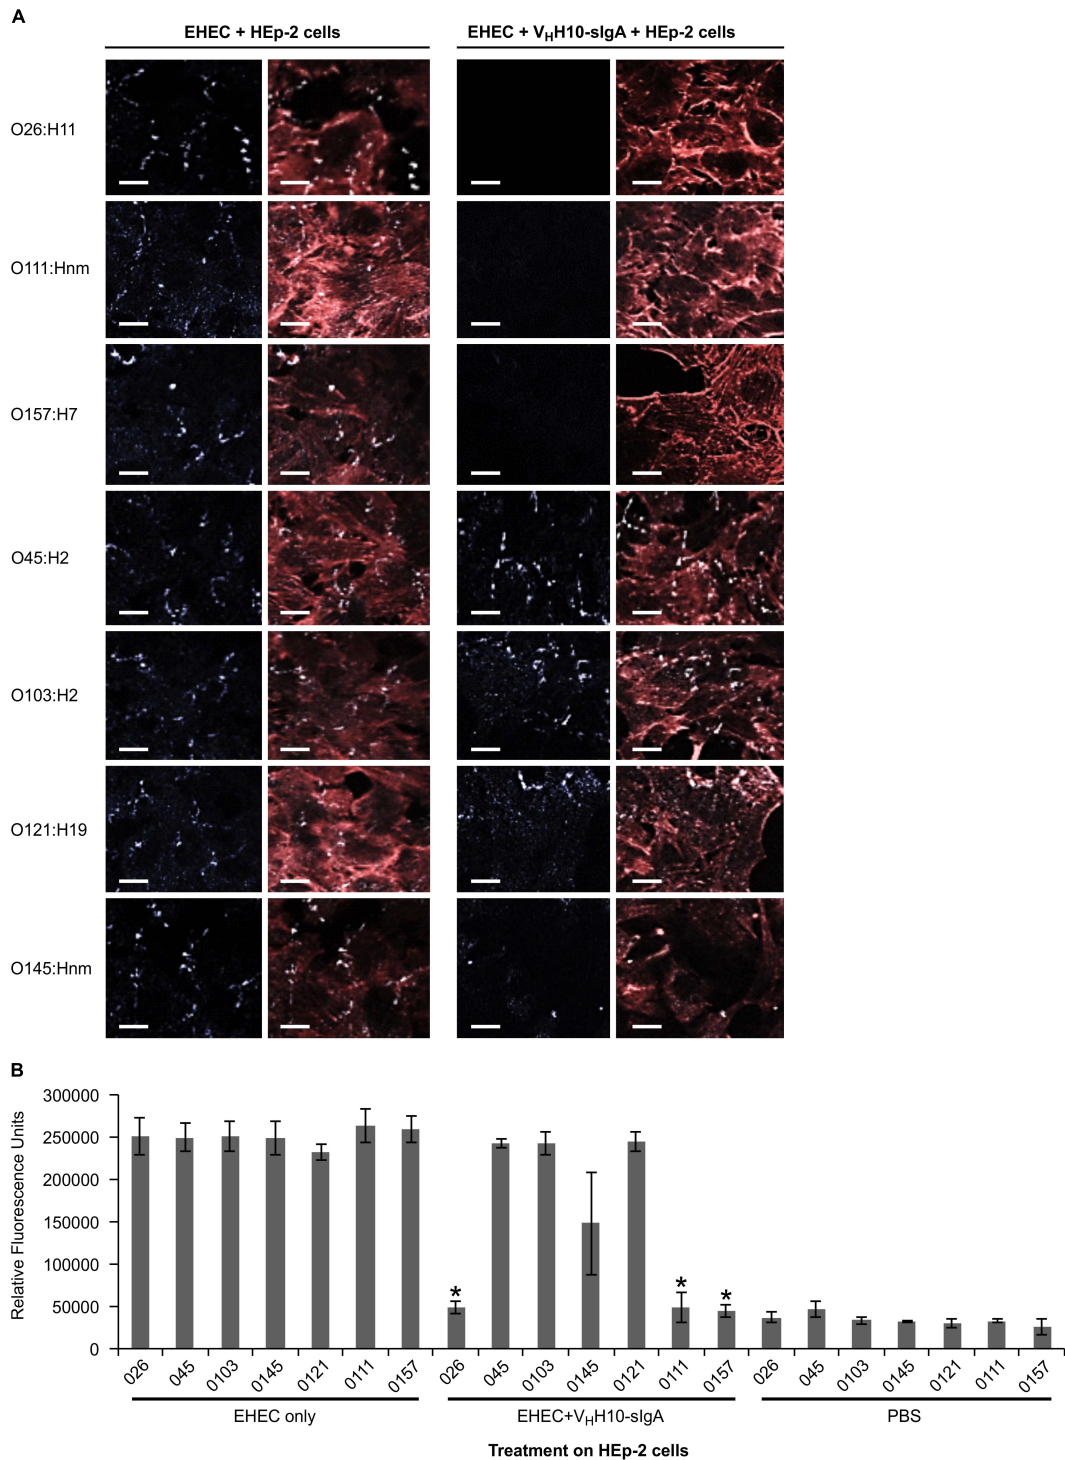 A
EHEC + HEp-2 cells
EHEC + VHH10-sIgA + HEp-2 cells
O26:H11
O111:Hnm
O157:H7
O45:H2
O103:H2
O121:H19
O145:Hnm
B
Relative Fluorescence Units
300000
250000
200000
150000
100000
50000
0
* * *
026 045 0103 0145 0121 0111 0157 026 045 0103 0145 0121 0111 0157 026 045 0103 0145 0121 0111 0157
EHEC only EHEC+VHH10-sIgA PBS
Treatment on HEp-2 cells